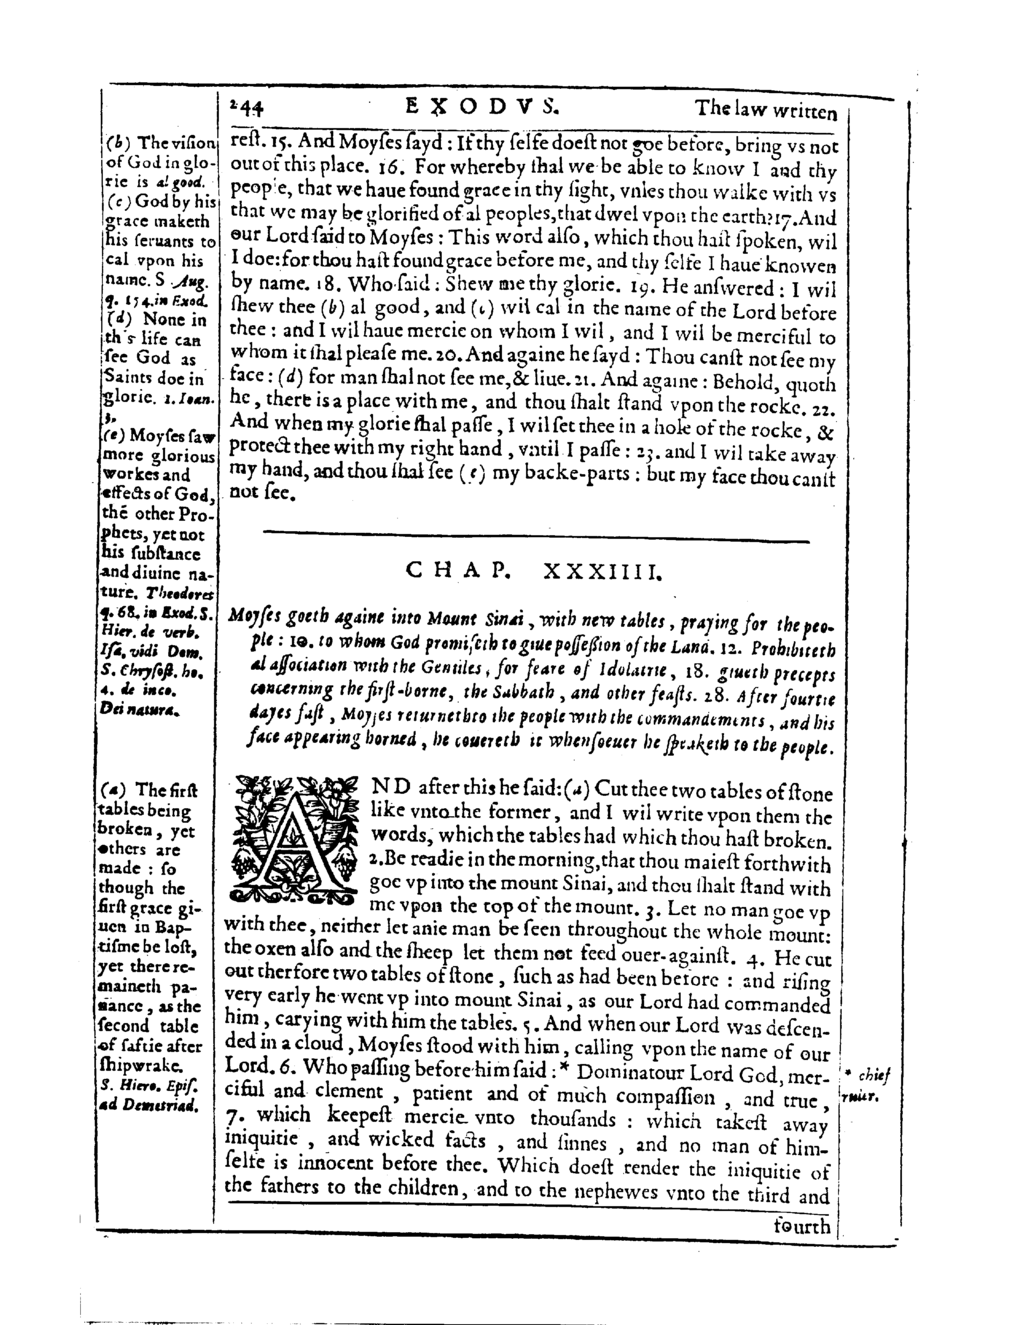 244 EXODVS. The law written
(b) The viſion
of God in glo-
rie is al good.
(c) God by his
grace maketh
his ſeruants to
cal vpon his
name. S. Aug.
q. 154. in Exod.
(d) None in
this life can
ſee God as
Saints doe in
glorie. 1. Ioan.
3.
(e) Moyſes ſaw
more glorious
workes and
effects of God,
thē other Pro-
phets, yet not
his ſubſtance
and diuine na-
ture. Theodoret
q. 68. in Exod. S.
Hier. de verb.
Iſa. vidi Dom.
S. Chryſoſt. ho.
4. de inco.
Dei natura.
reſt. 15. And Moyſes ſayd : If thy ſelfe doeſt not goe before, bring vs not
out of this place. 16. For whereby ſhal we be able to know I and thy
people, that we haue found grace in thy ſight, vnles thou walke with vs
that we may be glorified of al peoples, that dwel vpon the earth? 17. And
our Lord ſaid to Moyſes : This word alſo, which thou haſt ſpoken, wil
I doe: for thou haſt found grace before me, and thy ſelfe I haue knowen
by name. 18. Who ſaid : Shew me thy glorie. 19. He anſwered : I wil
ſhew thee (b) al good, and (c) wil cal in the name of the Lord before
thee : and I wil haue mercie on whom I wil, and I wil be merciful to
whom it ſhal pleaſe me. 20. And againe he ſayd : Thou canſt not ſee my
face : (d) for man ſhal not ſee me, & liue. 21. And againe : Behold, quoth
he, there is a place with me, and thou ſhalt ſtand vpon the rocke. 22.
And when my glorie ſhal paſſe, I wil ſet thee in a hole of the rocke, &
protect thee with my right hand, vntil I paſſe : 23. and I wil take away
my hand, and thou ſhal ſee (e) my backe-parts : but my face thou canſt
not ſee.
CHAP. XXXIIII.
Moyſes goeth againe into Mount Sinai, with new tables, praying for the peo-
ple : 10. to whom God promiſeth to giue poſſeſſion of the Land. 12. Prohibiteth
al aſſociation with the Gentiles, for feare of Idolatrie, 18. giueth precepts
concerning the firſt-borne, the Sabbath, and other feaſts. 28. After fourtie
dayes faſt, Moyſes returneth to the people with the commandements, and his
face appearing horned, he couereth it whenſoeuer he ſpeaketh to the people.
(a) The firſt
tables being
broken, yet
others are
made : ſo
though the
firſt grace gi-
uen in Bap-
tiſme be loſt,
yet there re-
maineth pa-
nance, as the
ſecond table
of ſaftie after
ſhipwrake.
S. Hiero. Epiſ.
ad Demetriad.
AND after this he ſaid: (a) Cut thee two tables of ſtone
like vnto the former, and I wil write vpon them the
words, which the tables had which thou haſt broken.
2. Be readie in the morning, that thou maieſt forthwith
goe vp into the mount Sinai, and thou ſhalt ſtand with
me vpon the top of the mount. 3. Let no man goe vp
with thee, neither let anie man be ſeen throughout the whole mount:
the oxen alſo and the ſheep let them not feed ouer-againſt. 4. He cut
out therfore two tables of ſtone, ſuch as had been before : and riſing
very early he went vp into mount Sinai, as our Lord had commanded
him, carying with him the tables. 5. And when our Lord was deſcen-
ded in a cloud, Moyſes ſtood with him, calling vpon the name of our
Lord. 6. Who paſſing before him ſaid : * Dominatour Lord God, mer-
ciful and clement, patient and of much compaſſion, and true,
7. which keepeſt mercie vnto thouſands : which takeſt away
iniquitie, and wicked facts, and ſinnes, and no man of him-
ſelfe is innocent before thee. Which doeſt render the iniquitie of
the fathers to the children, and to the nephewes vnto the third and
* chief
ruler.
fourth